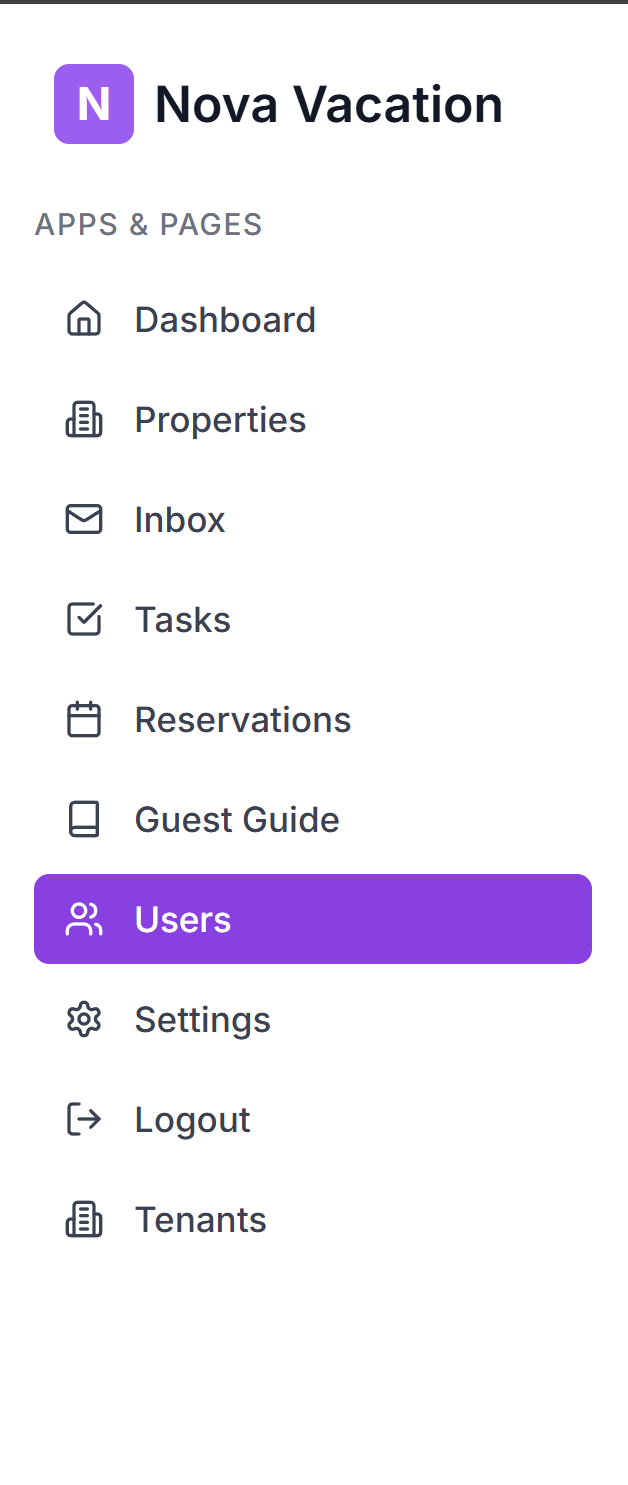 N Nova Vacation
APPS & PAGES
Dashboard
Properties
Inbox
Tasks
Reservations
Guest Guide
Users
Settings
Logout
Tenants